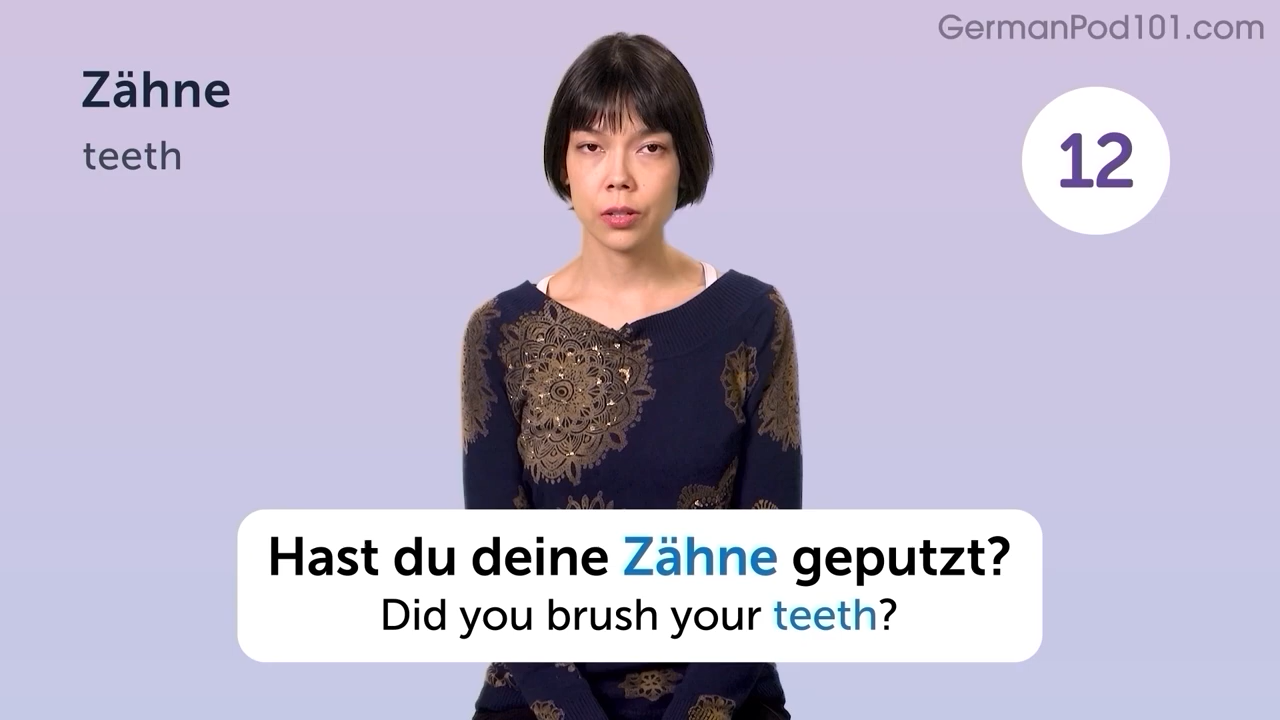 GermanPod101.com
Zähne
teeth
12
Hast du deine Zähne geputzt?
Did you brush your teeth?